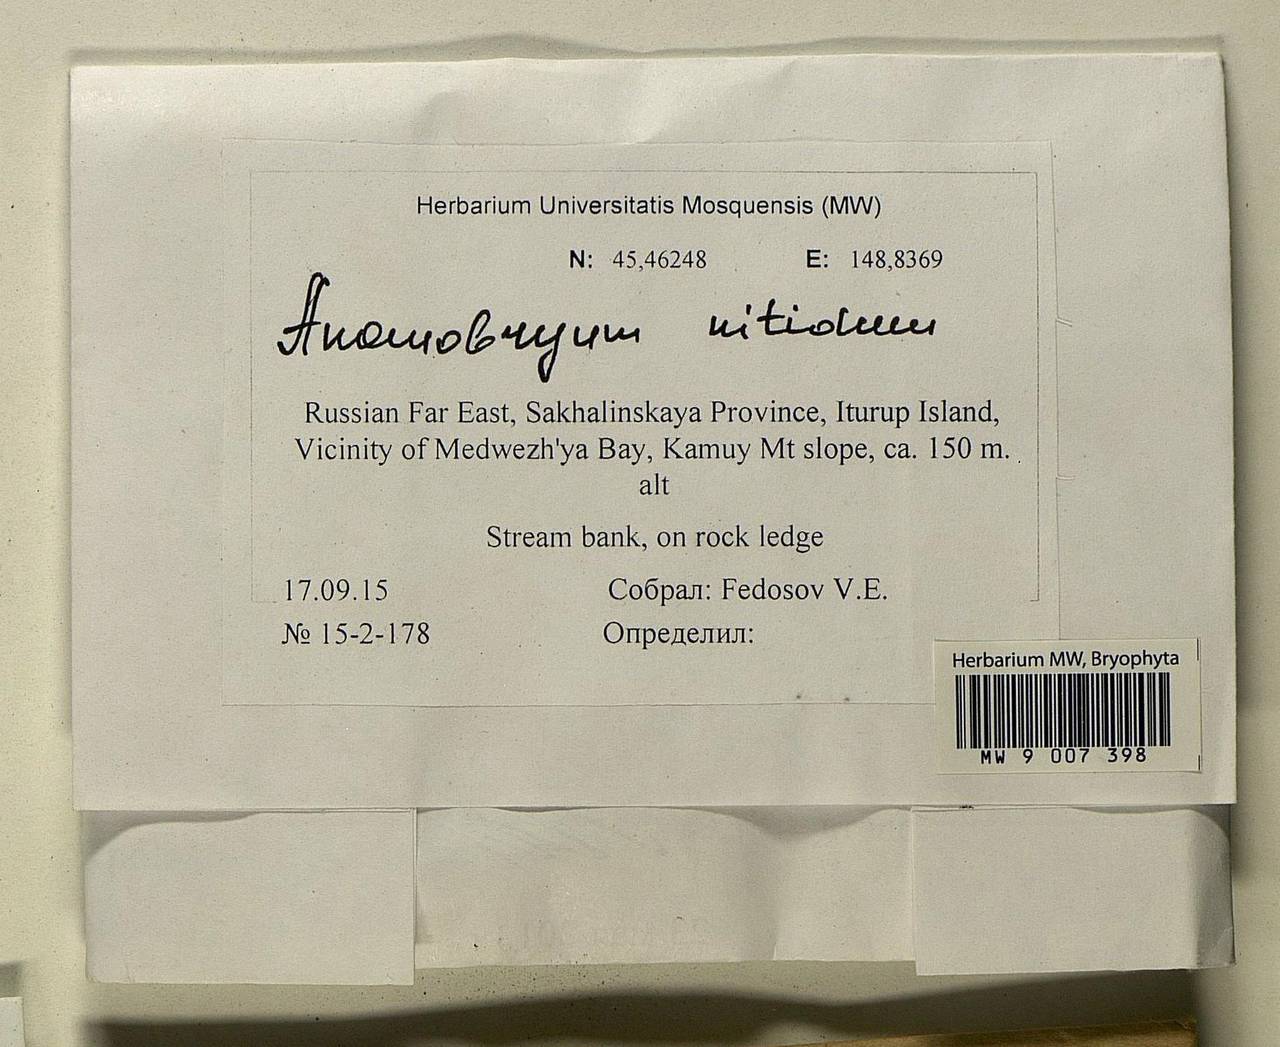 Herbarium Universitatis Mosquensis (MW)
N: 45,46248 E: 148,8369
Anomobryum nitidum
Russian Far East, Sakhalinskaya Province, Iturup Island,
Vicinity of Medwezh'ya Bay, Kamuy Mt slope, ca. 150 m.
alt
Stream bank, on rock ledge
17.09.15 Собрал: Fedosov V.E.
№ 15-2-178 Определил:
Herbarium MW, Bryophyta
MW 9 007 398